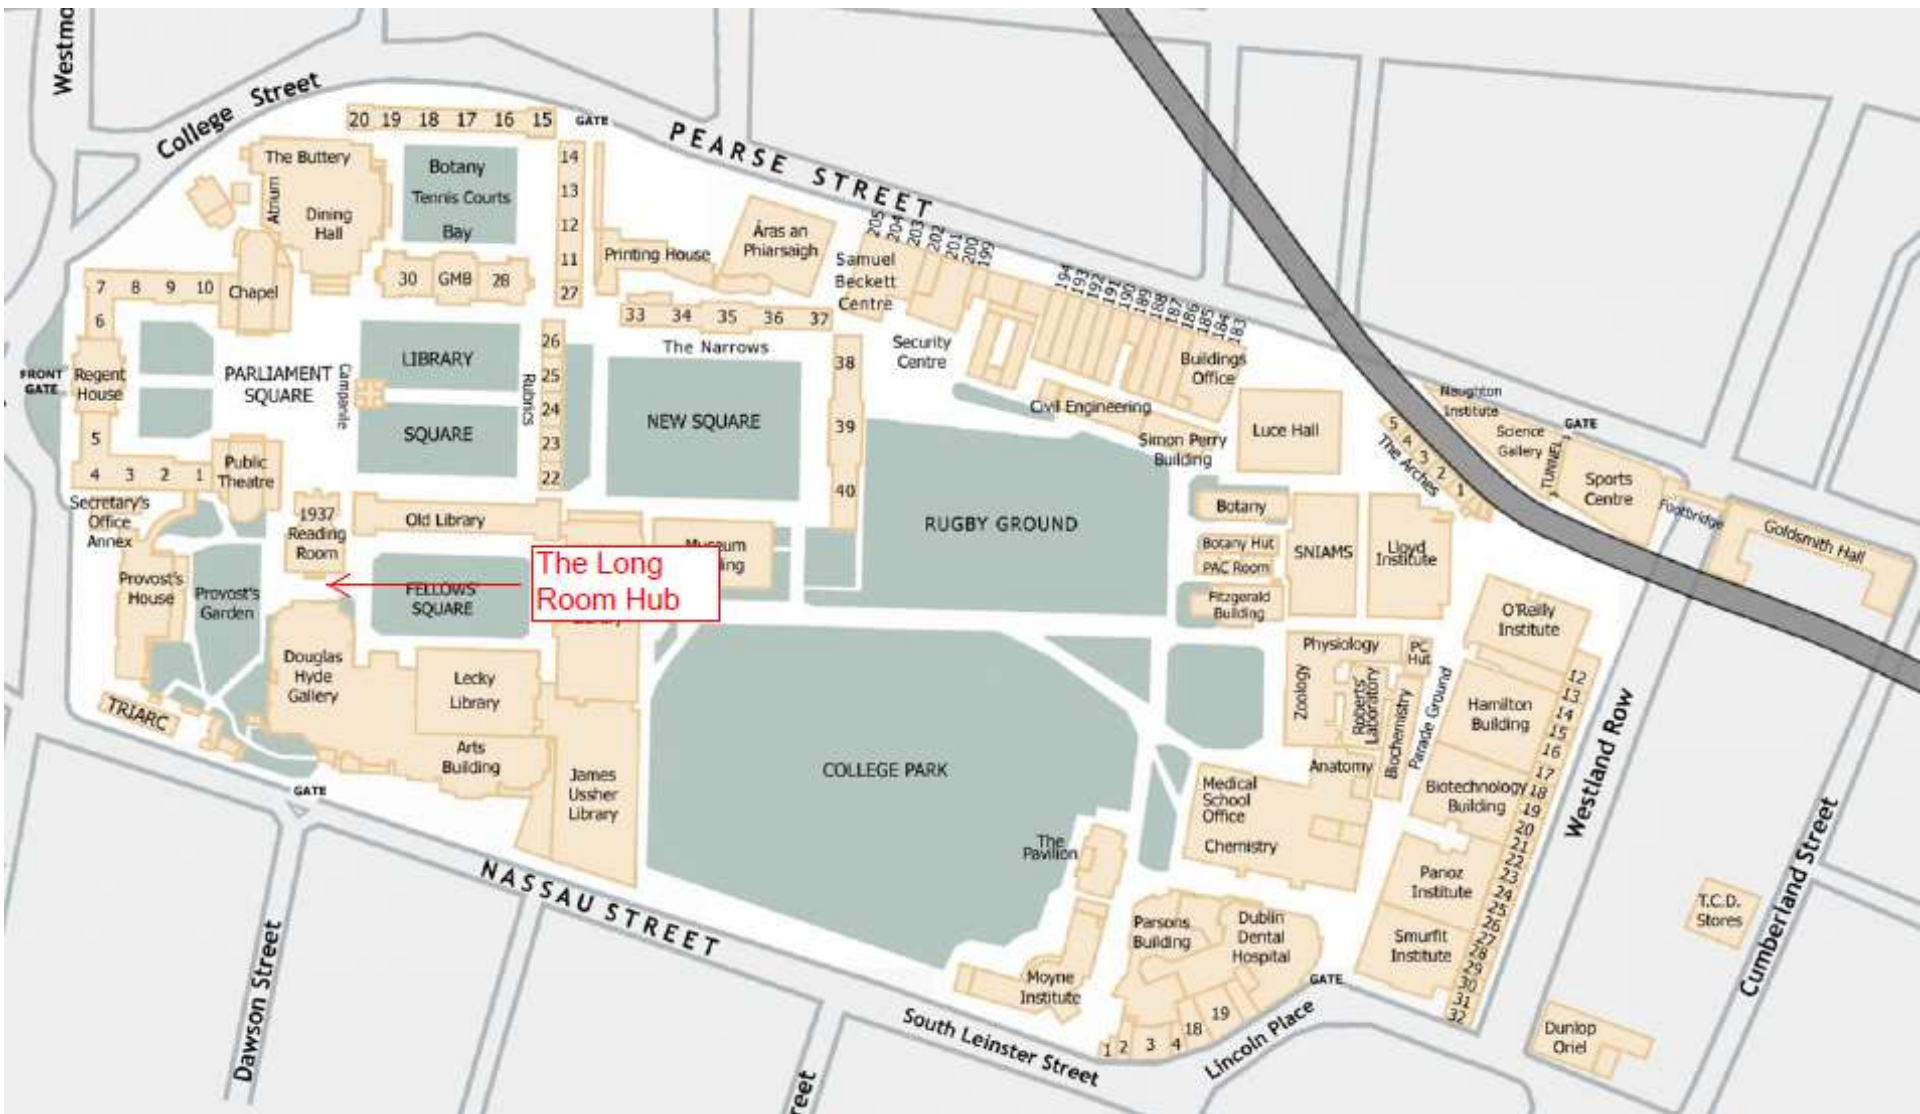 Westmo
College Street
PEARSE STREET
20 19 18 17 16 15
GATE
The Buttery
Atrium
Dining
Hall
Botany
Tennis Courts
Bay
14
13
12
11
27
Printing House
Áras an
Phiarsaigh
30 GMB 28
7 8 9 10
Chapel
6
33 34 35 36 37
The Narrows
Samuel
Beckett
Centre
205
204
203
202
201
200
199
194
193
192
191
190
189
188
187
186
185
184
183
Security
Centre
Buildings
Office
Civil Engineering
Simon Perry
Building
Luce Hall
FRONT
GATE
Regent
House
PARLIAMENT
SQUARE
Campanile
LIBRARY
SQUARE
Rubrics
26
25
24
23
22
NEW SQUARE
38
39
40
RUGBY GROUND
5
4 3 2 1
Public
Theatre
Secretary's
Office
Annex
1937
Reading
Room
Old Library
The Long
Room Hub
FELLOWS'
SQUARE
Provost's
House
Provost's
Garden
Douglas
Hyde
Gallery
Lecky
Library
Arts
Building
James
Ussher
Library
TRIARC
GATE
COLLEGE PARK
NASSAU STREET
Dawson Street
Botany
Botany Hut
PAC Room
Fitzgerald
Building
SNIAMS
Lloyd
Institute
The Arches
5
4
3
2
1
Naughton
Institute
Science
Gallery
TUNNEL
GATE
Sports
Centre
Footbridge
Goldsmith Hall
O'Reilly
Institute
Physiology
PC
Hut
Zoology
Roberts'
Laboratory
Biochemistry
Parade Ground
Anatomy
Hamilton
Building
Biotechnology
Building
12
13
14
15
16
17
18
19
20
21
22
23
24
25
26
27
28
29
30
31
32
Westland Row
Medical
School
Office
Chemistry
Panoz
Institute
Smurfit
Institute
The
Pavilion
Parsons
Building
Dublin
Dental
Hospital
GATE
Moyne
Institute
1 2 3 4 18 19
South Leinster Street
Lincoln Place
T.C.D.
Stores
Cumberland Street
Dunlop
Oriel